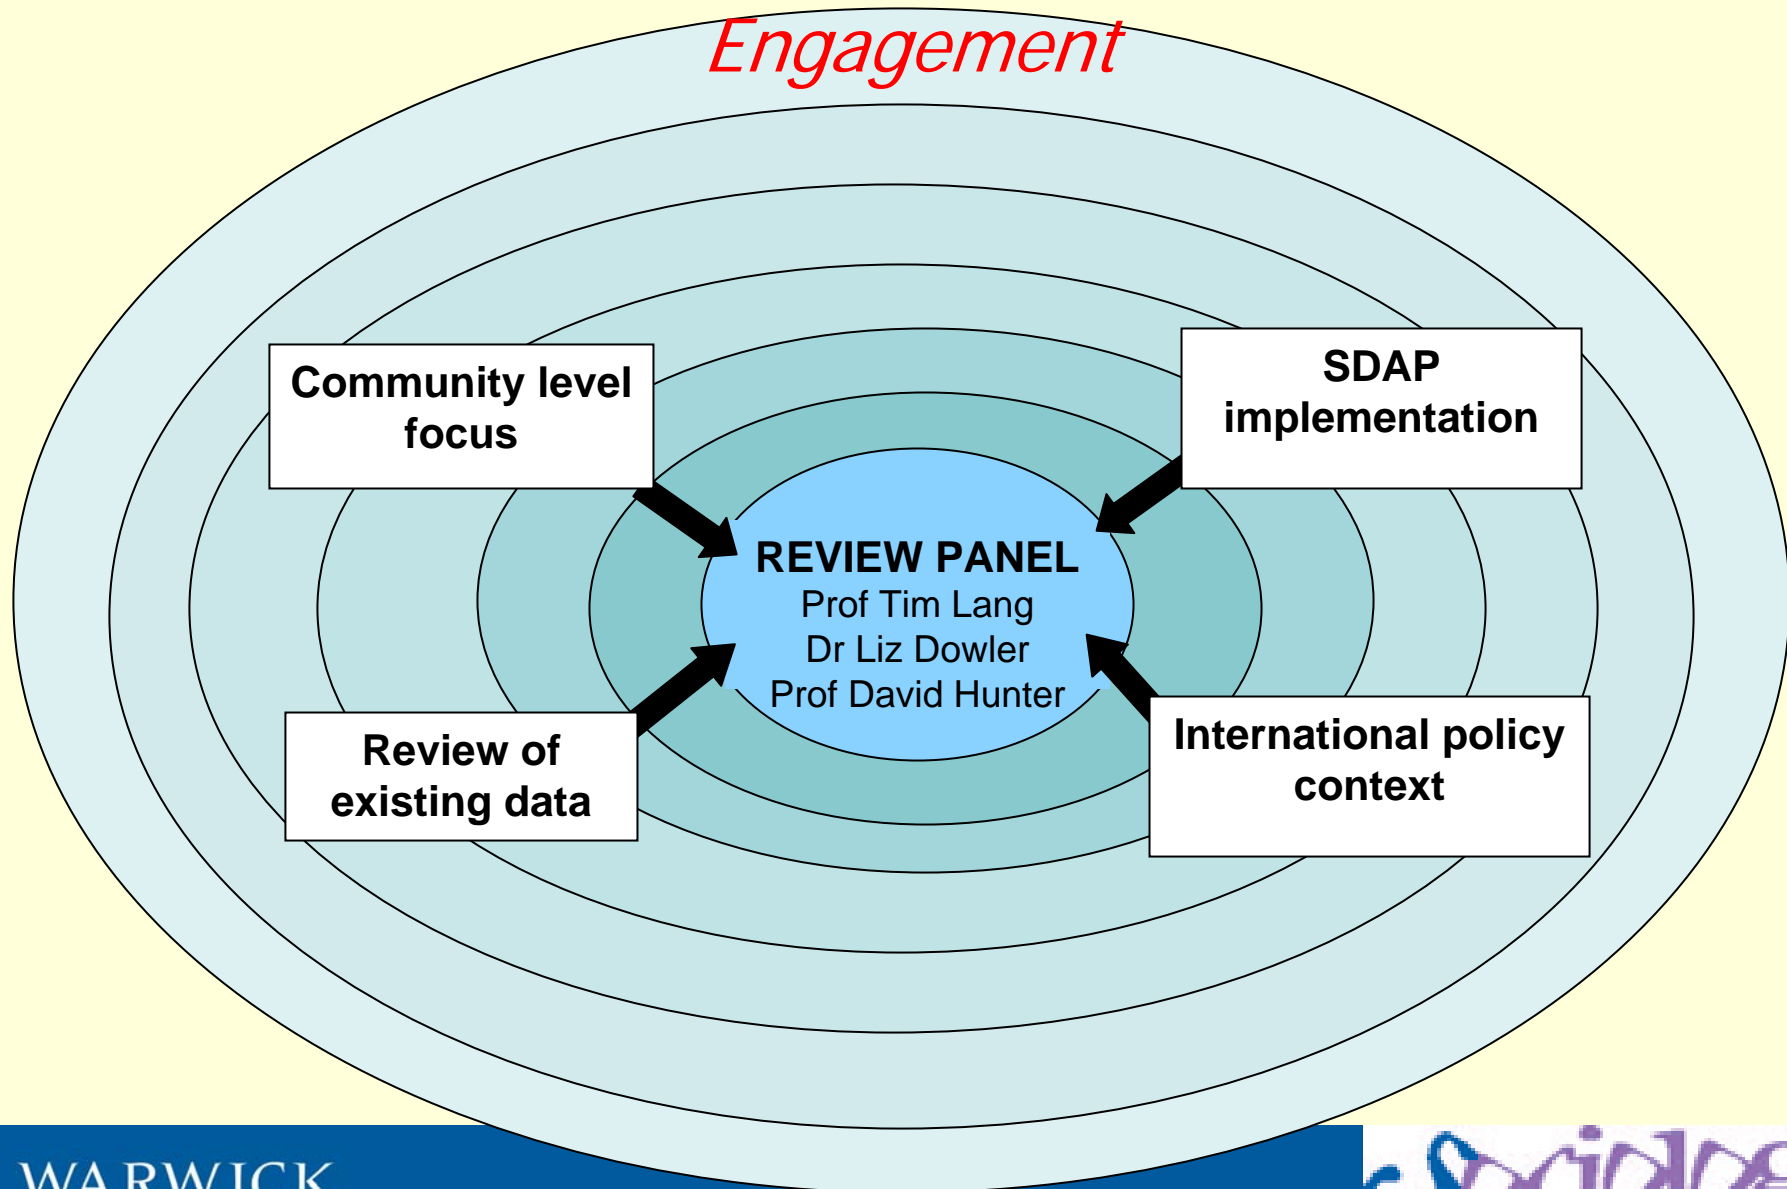 Engagement
Community level
focus
SDAP
implementation
REVIEW PANEL
Prof Tim Lang
Dr Liz Dowler
Prof David Hunter
Review of
existing data
International policy
context
WARWICK